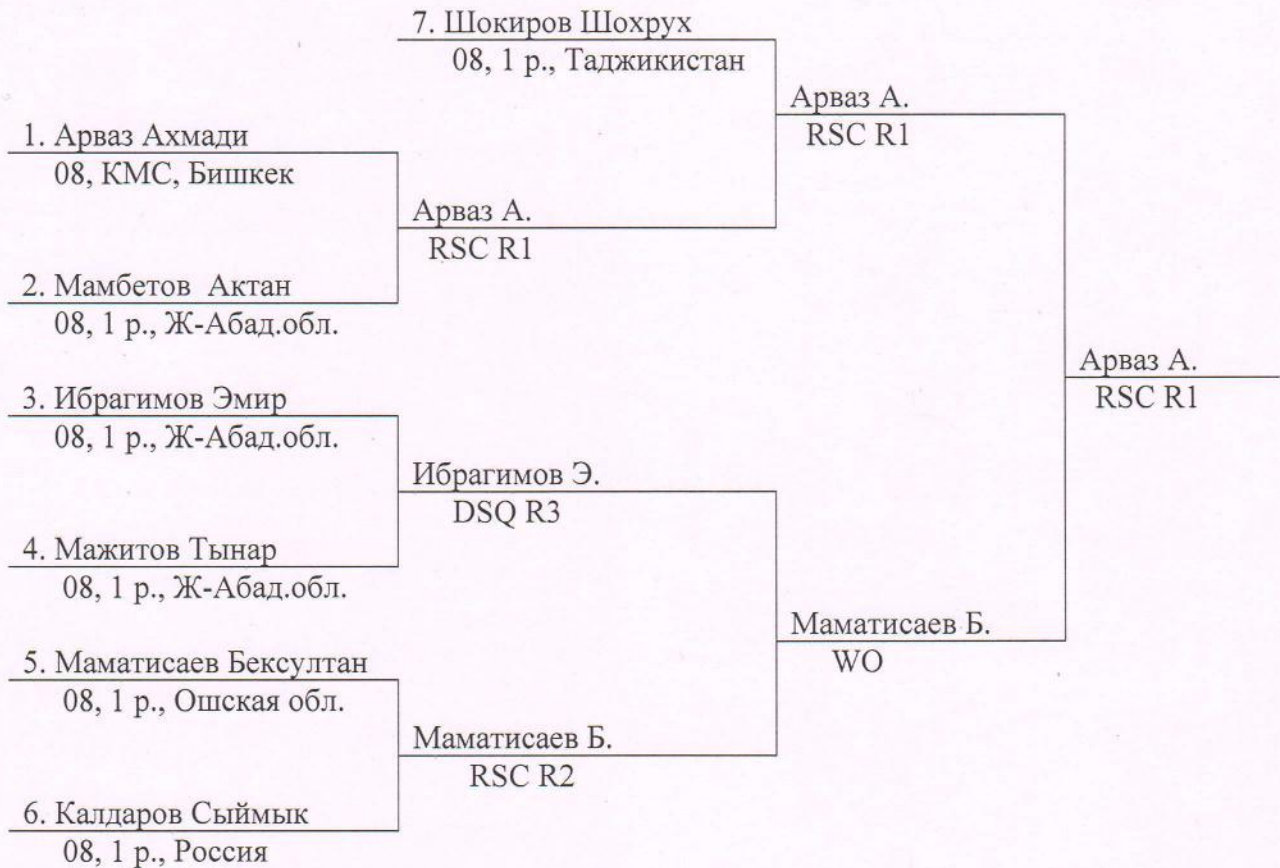 7. Шокиров Шохрух
08, 1 р., Таджикистан
Арваз А.
RSC R1
1. Арваз Ахмади
08, КМС, Бишкек
Арваз А.
RSC R1
2. Мамбетов Актан
08, 1 р., Ж-Абад.обл.
Арваз А.
RSC R1
3. Ибрагимов Эмир
08, 1 р., Ж-Абад.обл.
Ибрагимов Э.
DSQ R3
4. Мажитов Тынар
08, 1 р., Ж-Абад.обл.
Маматисаев Б.
WO
5. Маматисаев Бексултан
08, 1 р., Ошская обл.
Маматисаев Б.
RSC R2
6. Калдаров Сыймык
08, 1 р., Россия